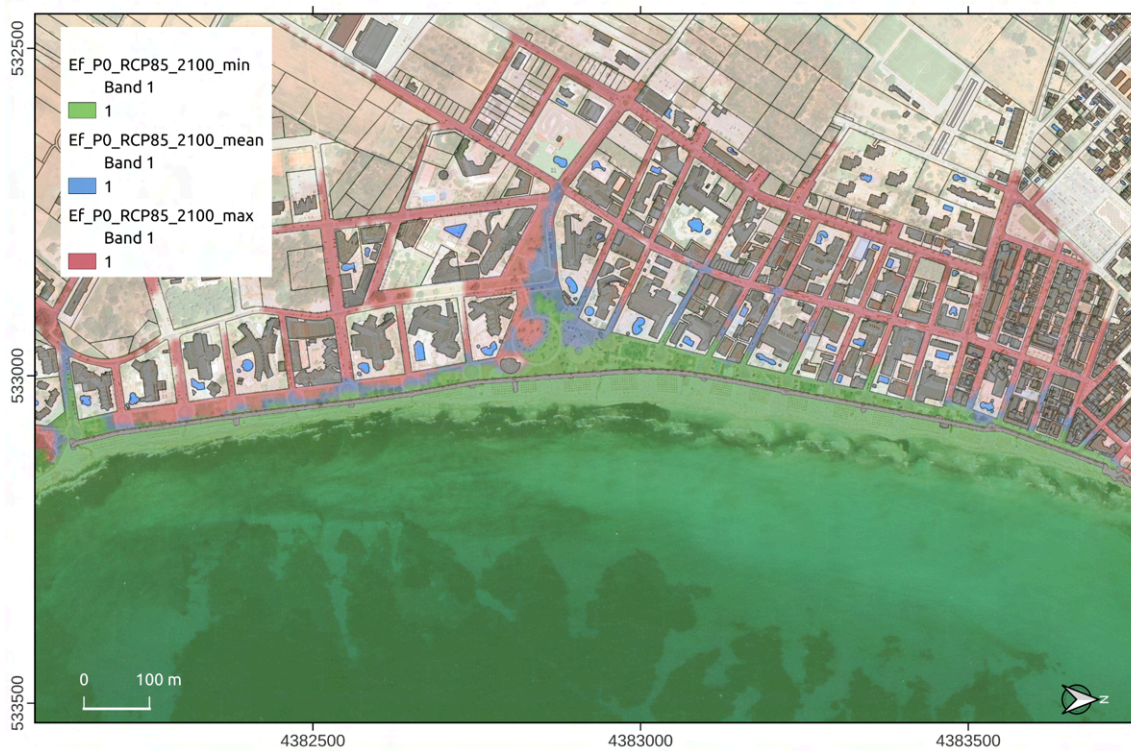 Ef_P0_RCP85_2100_min
Band 1
1
Ef_P0_RCP85_2100_mean
Band 1
1
Ef_P0_RCP85_2100_max
Band 1
1
532500
533000
533500
0 100 m
N
4382500 4383000 4383500